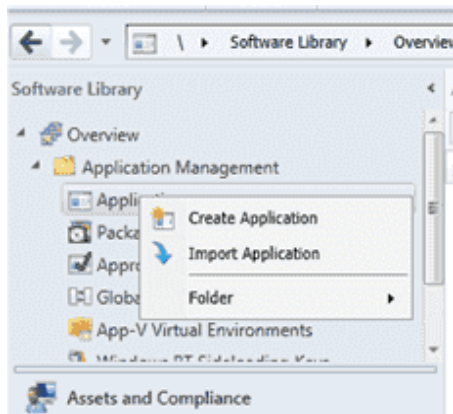 \ Software Library Overview
Software Library
Overview
Application Management
Create Application
Import Application
Folder
App-V Virtual Environments
Assets and Compliance